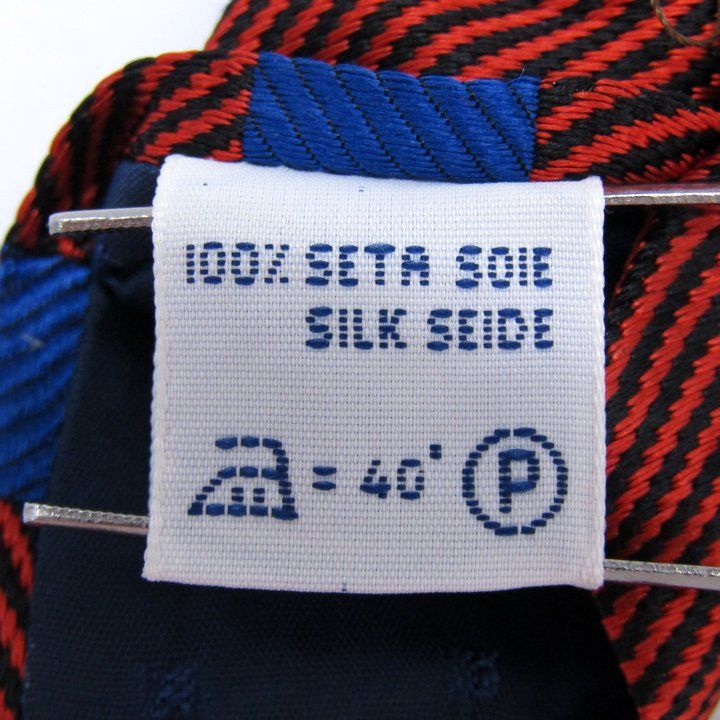 100% SETA SOIE
SILK SEIDE
= 40° P